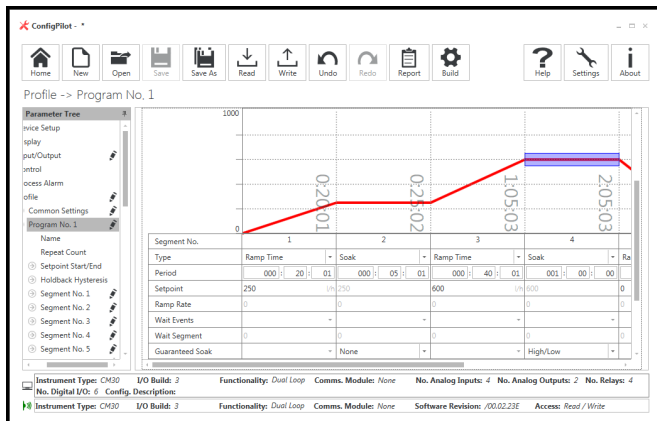 ConfigPilot - *
Home New Open Save Save As Read Write Undo Redo Report Build Help Settings About
Profile -> Program No, 1
Parameter Tree
evice Setup
splay
put/Output
ontrol
ocess Alarm
ofile
Common Settings
Program No. 1
Name
Repeat Count
Setpoint Start/End
Holdback Hysteresis
Segment No. 1
Segment No. 2
Segment No. 3
Segment No. 4
Segment No. 5
1000
0
0:20:01 0:25:02 1:05:03 2:05:03
Segment No. 1 2 3 4
Type Ramp Time Soak Ramp Time Soak Ra
Period 000 : 20 : 01 000 : 05 : 01 000 : 40 : 01 001 : 00 : 00 0
Setpoint 250 l/h 250 600 l/h 600 0
Ramp Rate 0 0 0 0 0
Wait Events
Wait Segment 0 0 0 0 0
Guaranteed Soak None High/Low
Instrument Type: CM30 I/O Build: 3 Functionality: Dual Loop Comms. Module: None No. Analog Inputs: 4 No. Analog Outputs: 2 No. Relays: 4
No. Digital I/O: 6 Config. Description:
Instrument Type: CM30 I/O Build: 3 Functionality: Dual Loop Comms. Module: None Software Revision: /00.02.23E Access: Read / Write